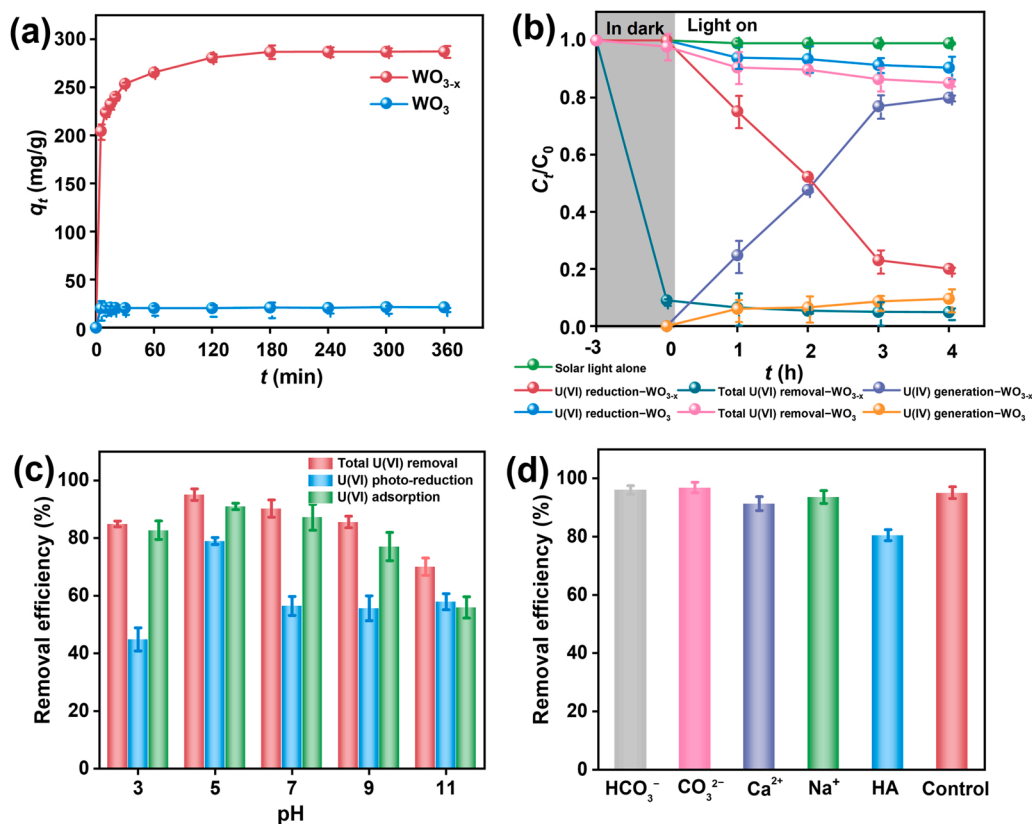 (a)
300
250
200
150
100
50
0
qₜ (mg/g)
WO₃₋ₓ
WO₃
0 60 120 180 240 300 360
t (min)
(b)
In dark
Light on
1.0
0.8
0.6
0.4
0.2
0.0
Cₜ/C₀
-3 0 1 2 3 4
t (h)
Solar light alone
U(VI) reduction–WO₃₋ₓ Total U(VI) removal–WO₃₋ₓ U(IV) generation–WO₃₋ₓ
U(VI) reduction–WO₃ Total U(VI) removal–WO₃ U(IV) generation–WO₃
(c)
Total U(VI) removal
U(VI) photo-reduction
U(VI) adsorption
100
80
60
40
20
0
Removal efficiency (%)
3 5 7 9 11
pH
(d)
100
80
60
40
20
0
Removal efficiency (%)
HCO₃⁻ CO₃²⁻ Ca²⁺ Na⁺ HA Control